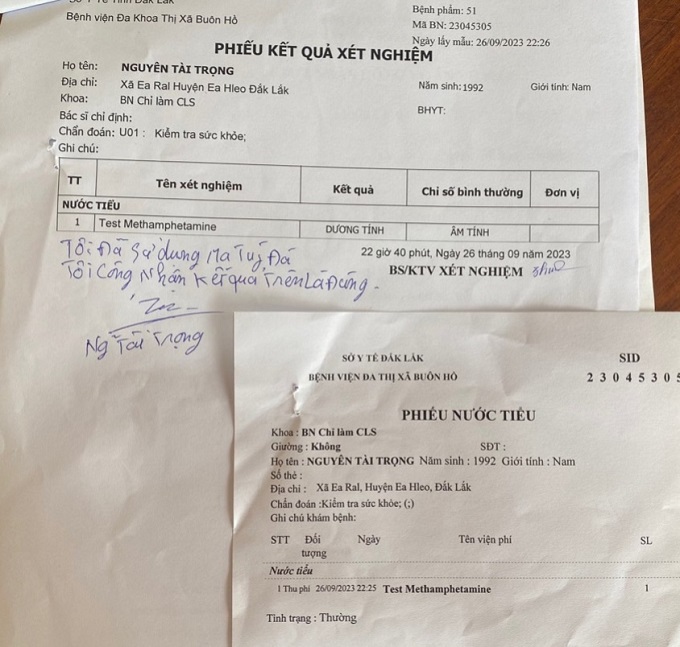 Bệnh viện Đa Khoa Thị Xã Buôn Hồ
Bệnh phẩm: 51
Mã BN: 23045305
Ngày lấy mẫu: 26/09/2023 22:26
PHIẾU KẾT QUẢ XÉT NGHIỆM
Họ tên: NGUYÊN TÀI TRỌNG
Địa chỉ: Xã Ea Ral Huyện Ea Hleo Đắk Lắk Năm sinh: 1992 Giới tính: Nam
Khoa: BN Chỉ làm CLS BHYT:
Bác sĩ chỉ định:
Chẩn đoán: U01 : Kiểm tra sức khỏe;
Ghi chú:
TT Tên xét nghiệm Kết quả Chỉ số bình thường Đơn vị
NƯỚC TIỂU
1 Test Methamphetamine DƯƠNG TÍNH ÂM TÍNH
22 giờ 40 phút, Ngày 26 tháng 09 năm 2023
BS/KTV XÉT NGHIỆM
Tôi Đã Sử dụng Ma Tuý Đá
Tôi Công Nhận Kết quả Trên Là Đúng -
Ng Tài Trọng
SỞ Y TẾ ĐẮK LẮK SID
BỆNH VIỆN ĐA THỊ XÃ BUÔN HỒ 23045305
PHIẾU NƯỚC TIỂU
Khoa : BN Chỉ làm CLS
Giường : Không SĐT :
Họ tên : NGUYÊN TÀI TRỌNG Năm sinh : 1992 Giới tính : Nam
Số thẻ :
Địa chỉ : Xã Ea Ral, Huyện Ea Hleo, Đắk Lắk
Chẩn đoán :Kiểm tra sức khỏe; (;)
Ghi chú khám bệnh:
STT Đối tượng Ngày Tên viện phí SL
Nước tiểu
1 Thu phí 26/09/2023 22:25 Test Methamphetamine 1
Tình trạng : Thường